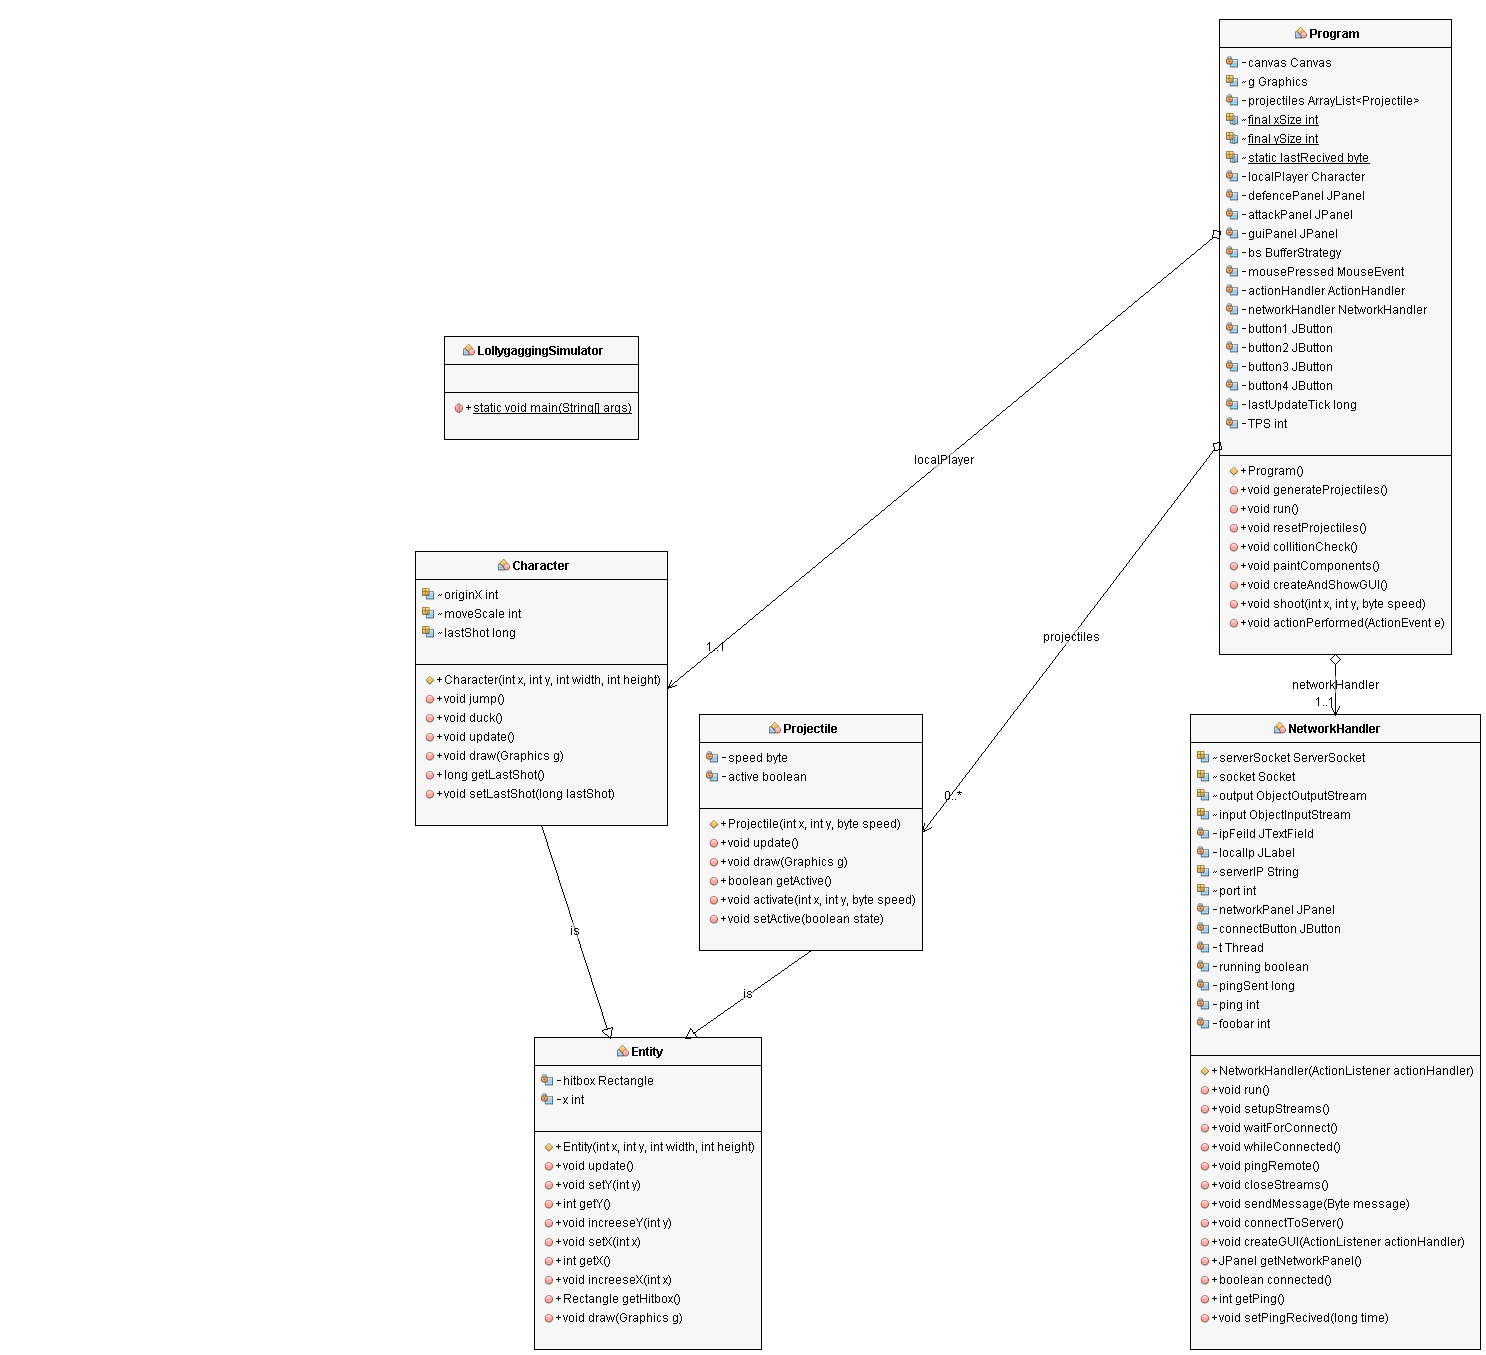 Program
-canvas Canvas
~g Graphics
-projectiles ArrayList<Projectile>
~final xSize int
~final ySize int
~static lastRecived byte
-localPlayer Character
-defencePanel JPanel
-attackPanel JPanel
-guiPanel JPanel
-bs BufferStrategy
-mousePressed MouseEvent
-actionHandler ActionHandler
-networkHandler NetworkHandler
-button1 JButton
-button2 JButton
-button3 JButton
-button4 JButton
-lastUpdateTick long
-TPS int
+Program()
+void generateProjectiles()
+void run()
+void resetProjectiles()
+void collitionCheck()
+void paintComponents()
+void createAndShowGUI()
+void shoot(int x, int y, byte speed)
+void actionPerformed(ActionEvent e)
LollygaggingSimulator
+static void main(String[] args)
localPlayer
1..1
projectiles
0..*
networkHandler
1..1
Character
~originX int
~moveScale int
~lastShot long
+Character(int x, int y, int width, int height)
+void jump()
+void duck()
+void update()
+void draw(Graphics g)
+long getLastShot()
+void setLastShot(long lastShot)
Projectile
-speed byte
-active boolean
+Projectile(int x, int y, byte speed)
+void update()
+void draw(Graphics g)
+boolean getActive()
+void activate(int x, int y, byte speed)
+void setActive(boolean state)
NetworkHandler
~serverSocket ServerSocket
~socket Socket
~output ObjectOutputStream
~input ObjectInputStream
-ipFeild JTextField
-localIp JLabel
~serverIP String
~port int
-networkPanel JPanel
-connectButton JButton
-t Thread
-running boolean
-pingSent long
-ping int
-foobar int
+NetworkHandler(ActionListener actionHandler)
+void run()
+void setupStreams()
+void waitForConnect()
+void whileConnected()
+void pingRemote()
+void closeStreams()
+void sendMessage(Byte message)
+void connectToServer()
+void createGUI(ActionListener actionHandler)
+JPanel getNetworkPanel()
+boolean connected()
+int getPing()
+void setPingRecived(long time)
is
is
Entity
-hitbox Rectangle
-x int
+Entity(int x, int y, int width, int height)
+void update()
+void setY(int y)
+int getY()
+void increeseY(int y)
+void setX(int x)
+int getX()
+void increeseX(int x)
+Rectangle getHitbox()
+void draw(Graphics g)